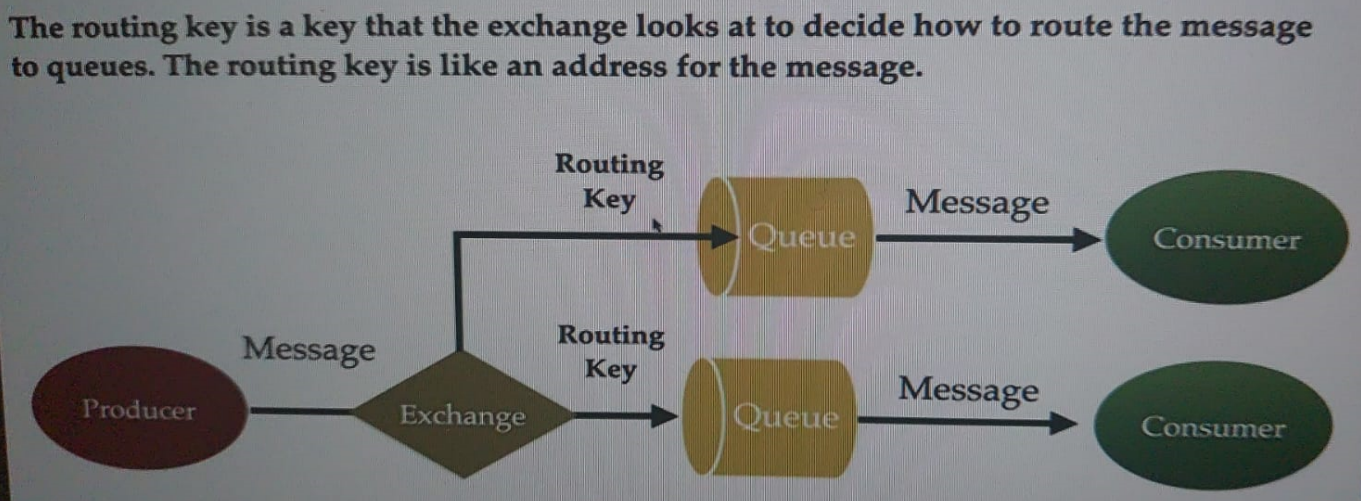 The routing key is a key that the exchange looks at to decide how to route the message
to queues. The routing key is like an address for the message.
Routing
Key
Queue
Message
Consumer
Producer
Message
Exchange
Routing
Key
Queue
Message
Consumer